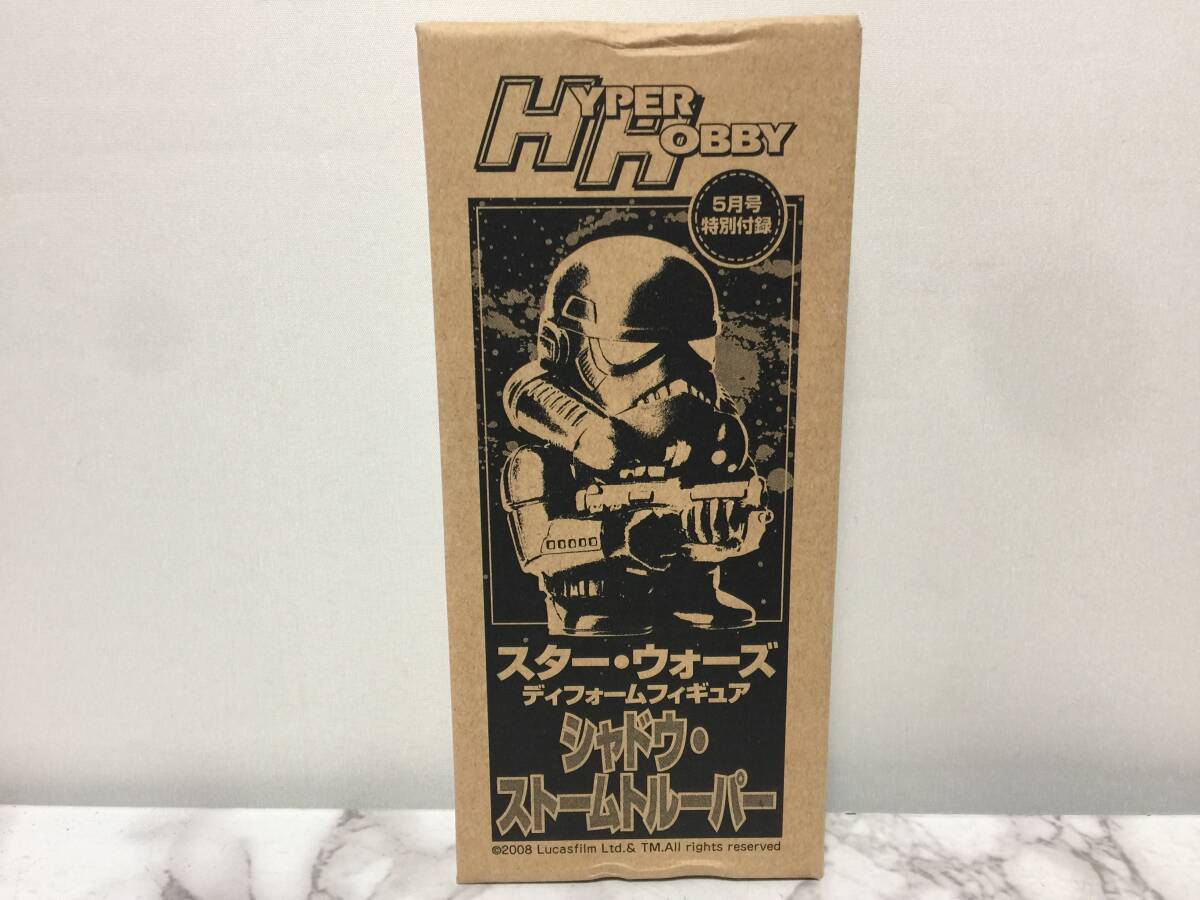 HYPER
HOBBY
5月号
特別付録
スター・ウォーズ
ディフォームフィギュア
シャドウ・
ストームトルーパー
©2008 Lucasfilm Ltd.& TM.All rights reserved